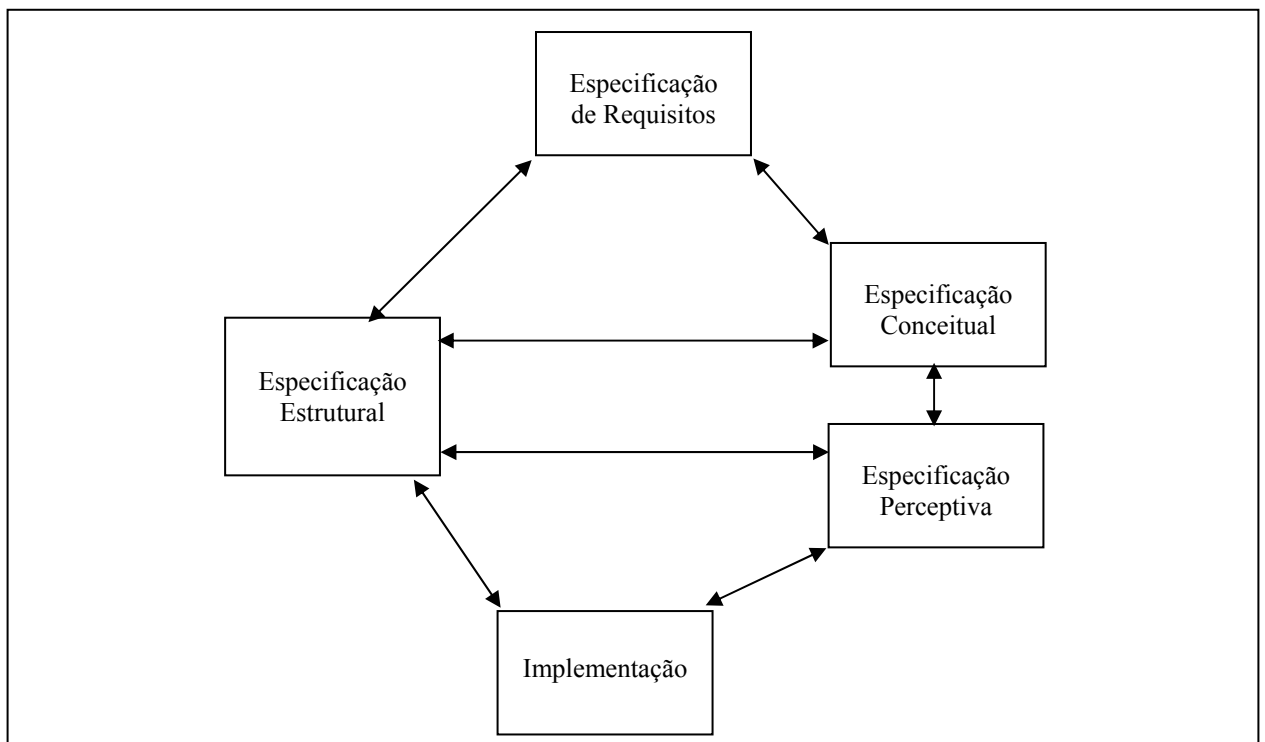 Especificação
de Requisitos
Especificação
Conceitual
Especificação
Estrutural
Especificação
Perceptiva
Implementação